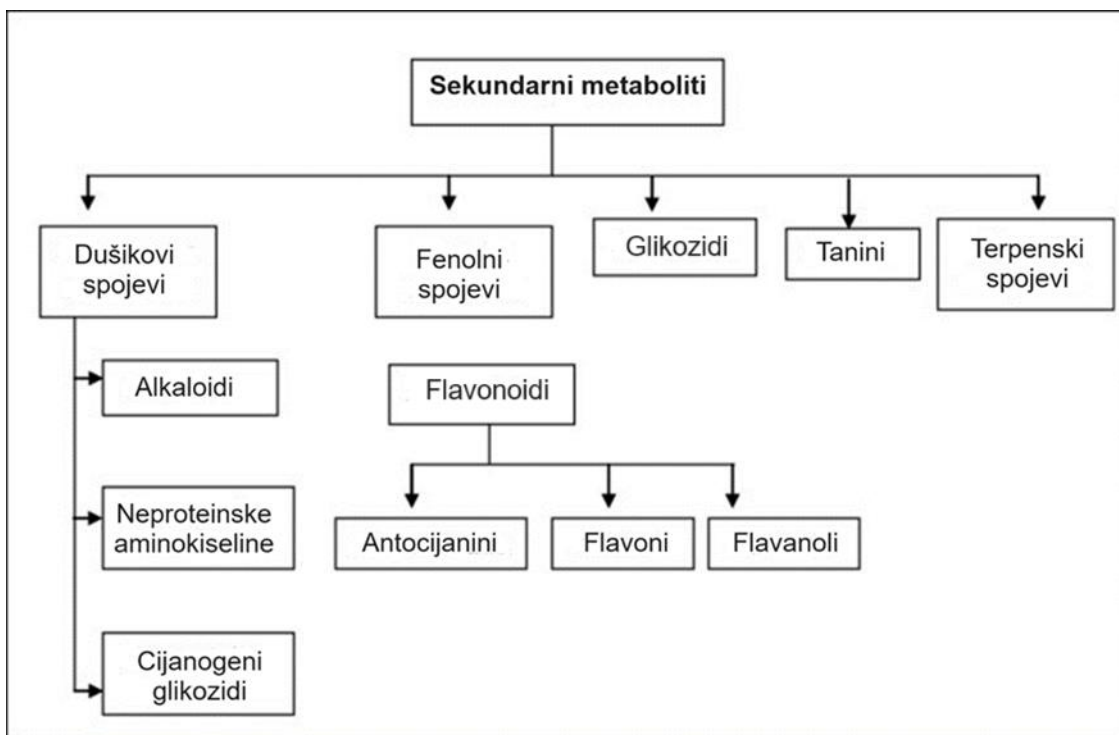 Sekundarni metaboliti
Dušikovi
spojevi
Fenolni
spojevi
Glikozidi
Tanini
Terpenski
spojevi
Alkaloidi
Neproteinske
aminokiseline
Cijanogeni
glikozidi
Flavonoidi
Antocijanini
Flavoni
Flavanoli